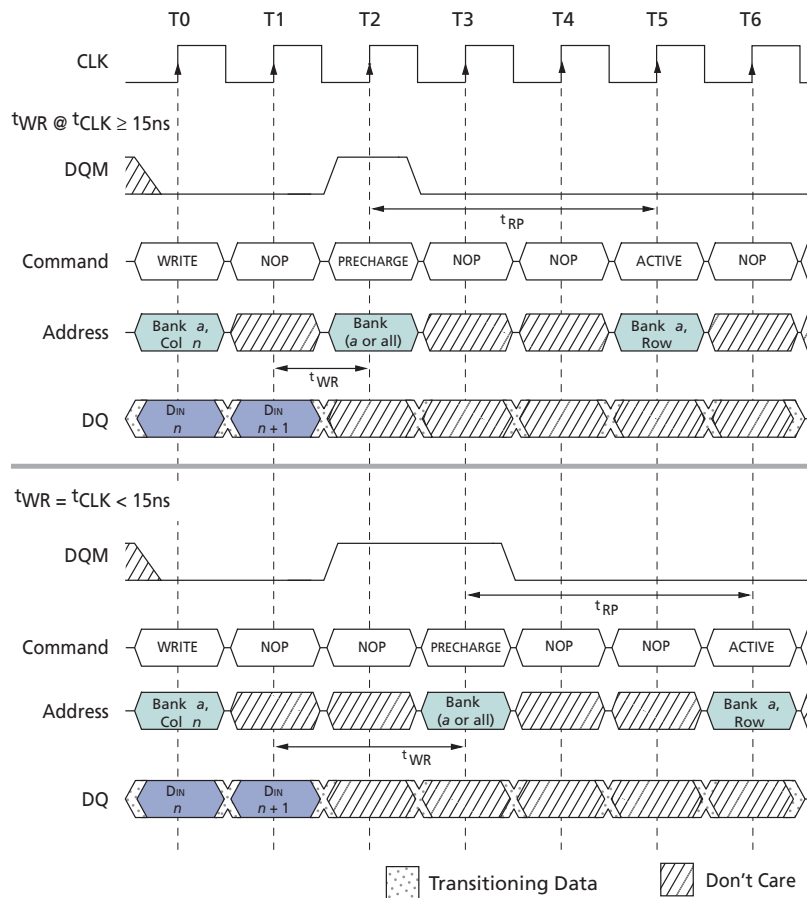 T0 T1 T2 T3 T4 T5 T6
CLK
tWR @ tCLK ≥ 15ns
DQM
tRP
Command WRITE NOP PRECHARGE NOP NOP ACTIVE NOP
Address Bank a, Col n Bank (a or all) Bank a, Row
tWR
DQ DIN n DIN n + 1
tWR = tCLK < 15ns
DQM
tRP
Command WRITE NOP NOP PRECHARGE NOP NOP ACTIVE
Address Bank a, Col n Bank (a or all) Bank a, Row
tWR
DQ DIN n DIN n + 1
Transitioning Data Don't Care